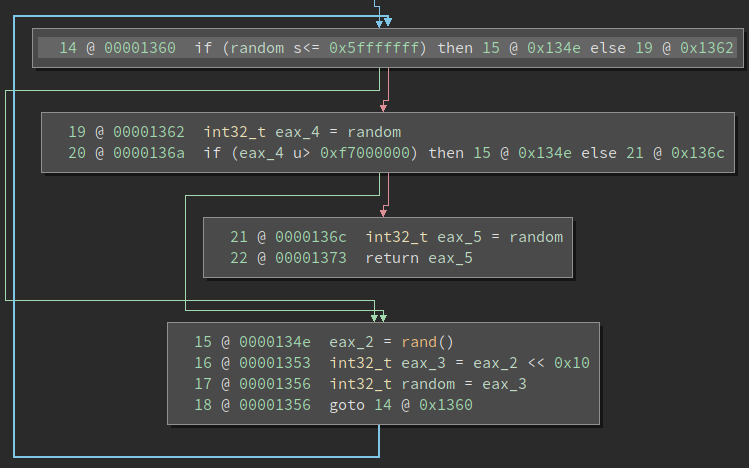 14 @ 00001360 if (random s<= 0x5fffffff) then 15 @ 0x134e else 19 @ 0x1362
19 @ 00001362 int32_t eax_4 = random
20 @ 0000136a if (eax_4 u> 0xf7000000) then 15 @ 0x134e else 21 @ 0x136c
21 @ 0000136c int32_t eax_5 = random
22 @ 00001373 return eax_5
15 @ 0000134e eax_2 = rand()
16 @ 00001353 int32_t eax_3 = eax_2 << 0x10
17 @ 00001356 int32_t random = eax_3
18 @ 00001356 goto 14 @ 0x1360